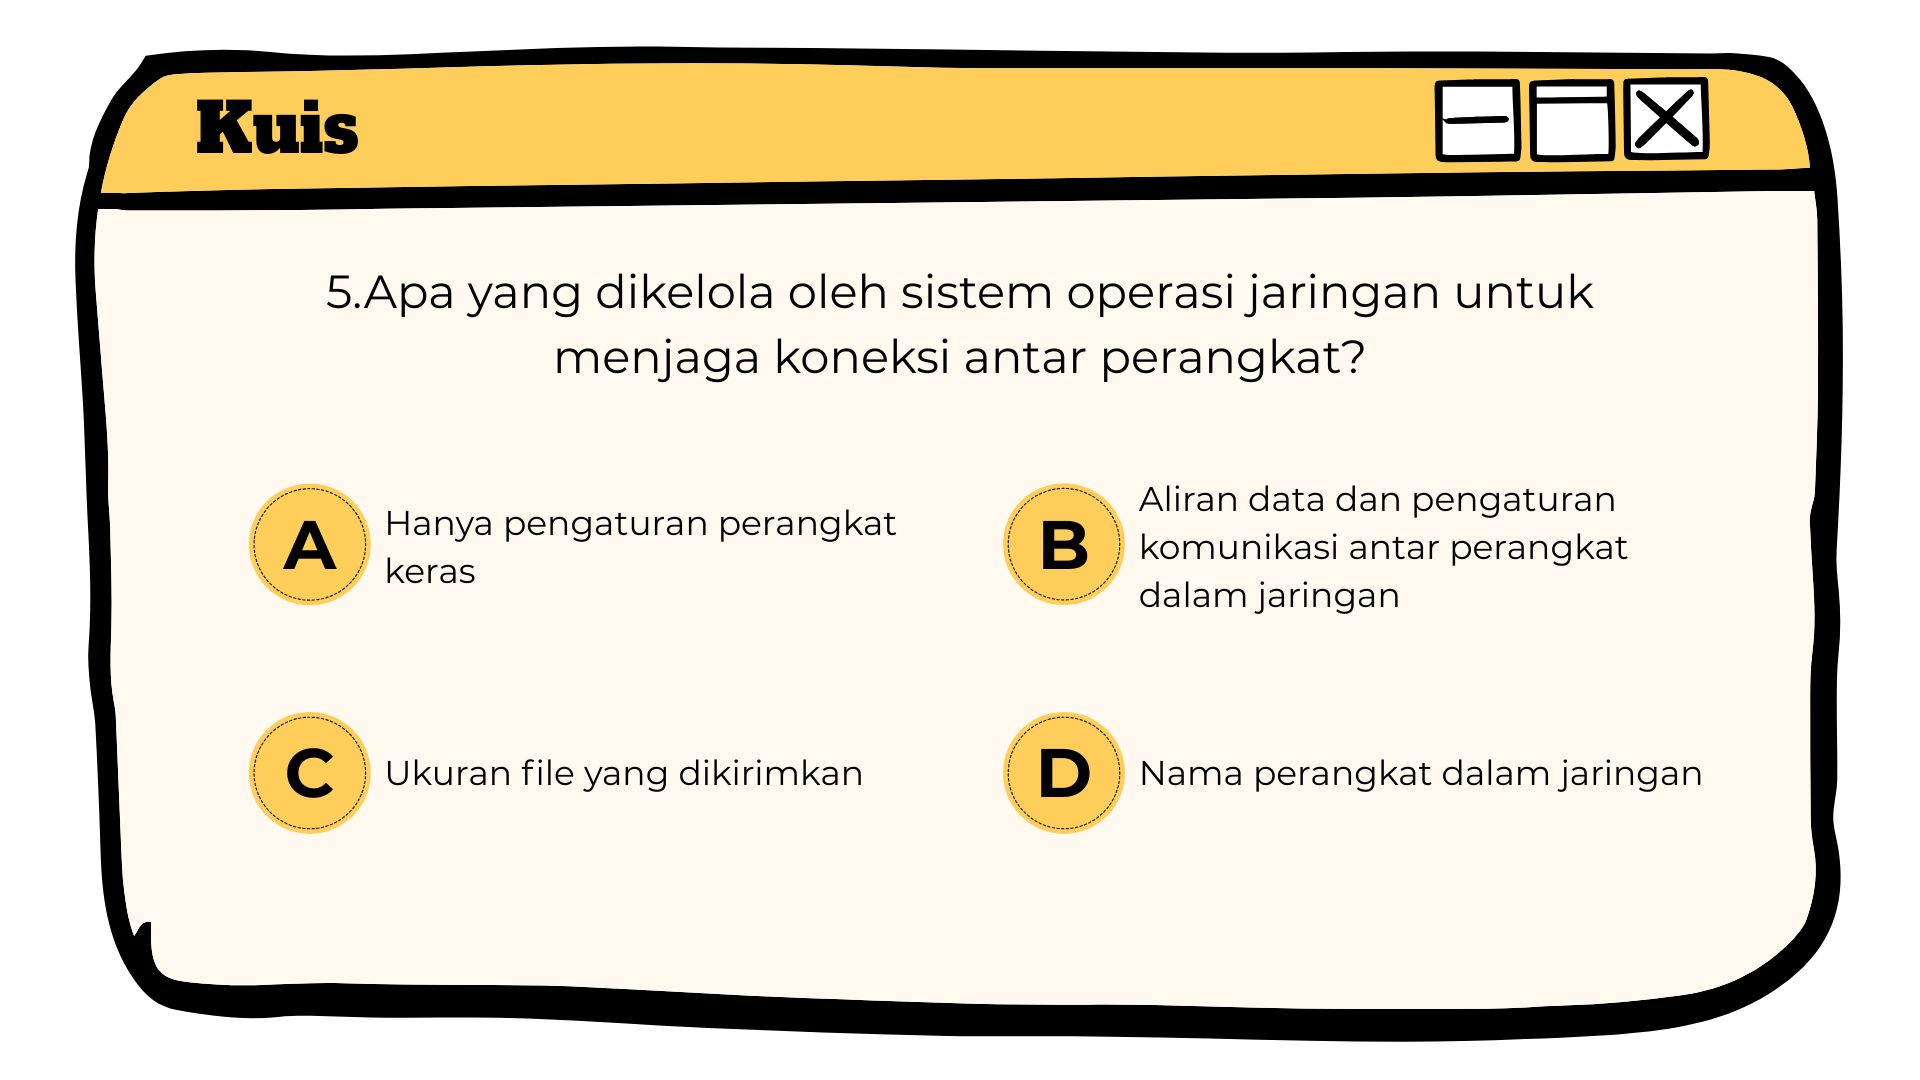 Kuis
5.Apa yang dikelola oleh sistem operasi jaringan untuk
menjaga koneksi antar perangkat?
A
Hanya pengaturan perangkat
keras
B
Aliran data dan pengaturan
komunikasi antar perangkat
dalam jaringan
C
Ukuran file yang dikirimkan
D
Nama perangkat dalam jaringan